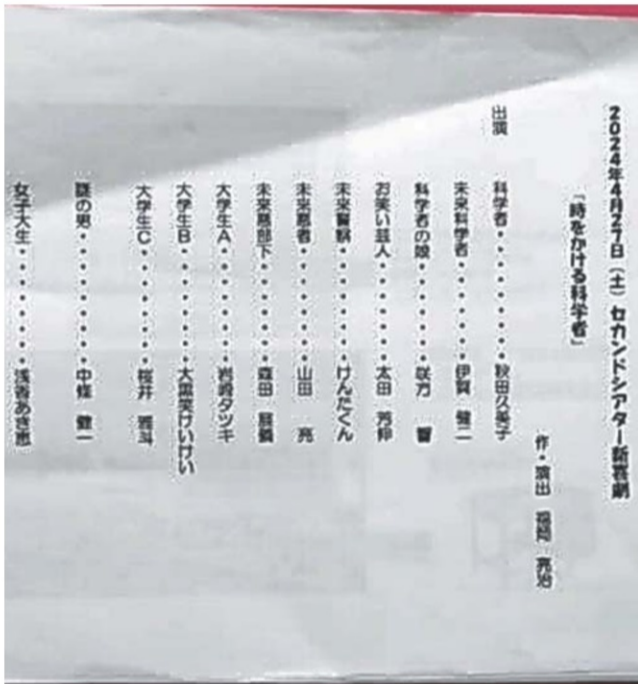 2024年4月27日（土）セカンドシアター新喜劇
「時をかける科学者」
作・演出 福岡 亮治
出演 科学者・・・・・・・・秋田久美子
未来科学者・・・・・・・伊賀 健二
科学者の娘・・・・・・・咲方 響
お笑い芸人・・・・・・・太田 芳伸
未来警察・・・・・・・・けんたくん
未来悪者・・・・・・・・山田 亮
未来悪部下・・・・・・・森田 展義
大学生A・・・・・・・・岩崎タツキ
大学生B・・・・・・・・大黒笑けいけい
大学生C・・・・・・・・桜井 雅斗
謎の男・・・・・・・・・中條 健一
女子大生・・・・・・・・浅香あき恵